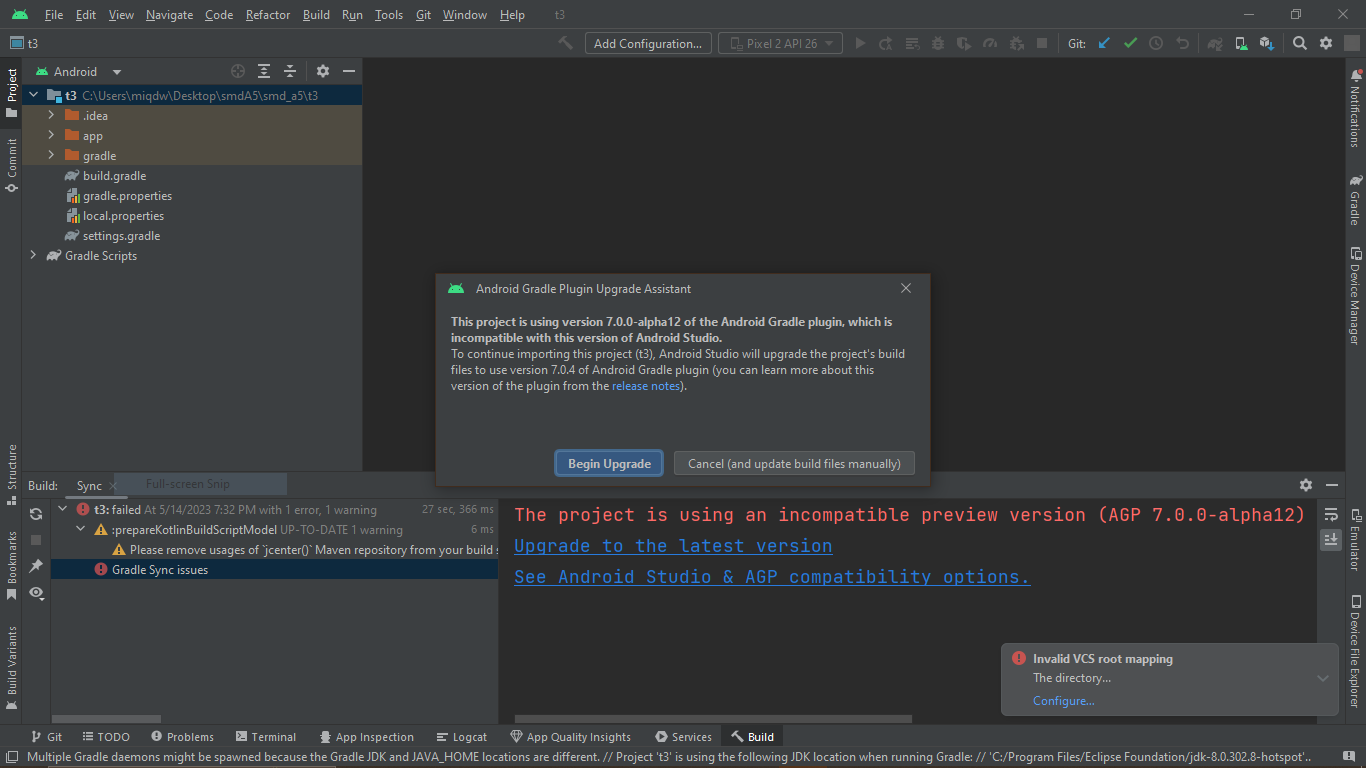 File Edit View Navigate Code Refactor Build Run Tools Git Window Help t3
t3
Add Configuration...
Pixel 2 API 26
Git:
Project
Commit
Structure
Bookmarks
Build Variants
Android
t3 C:\Users\miqdw\Desktop\smdA5\smd_a5\t3
.idea
app
gradle
build.gradle
gradle.properties
local.properties
settings.gradle
Gradle Scripts
Android Gradle Plugin Upgrade Assistant
This project is using version 7.0.0-alpha12 of the Android Gradle plugin, which is
incompatible with this version of Android Studio.
To continue importing this project (t3), Android Studio will upgrade the project's build
files to use version 7.0.4 of Android Gradle plugin (you can learn more about this
version of the plugin from the release notes).
Begin Upgrade
Cancel (and update build files manually)
Notifications
Gradle
Device Manager
Emulator
Device File Explorer
Build: Sync
Full-screen Snip
t3: failed At 5/14/2023 7:32 PM with 1 error, 1 warning 27 sec, 366 ms
:prepareKotlinBuildScriptModel UP-TO-DATE 1 warning 6 ms
Please remove usages of `jcenter()` Maven repository from your build s
Gradle Sync issues
The project is using an incompatible preview version (AGP 7.0.0-alpha12)
Upgrade to the latest version
See Android Studio & AGP compatibility options.
Invalid VCS root mapping
The directory...
Configure...
Git TODO Problems Terminal App Inspection Logcat App Quality Insights Services Build
Multiple Gradle daemons might be spawned because the Gradle JDK and JAVA_HOME locations are different. // Project 't3' is using the following JDK location when running Gradle: // 'C:/Program Files/Eclipse Foundation/jdk-8.0.302.8-hotspot'..